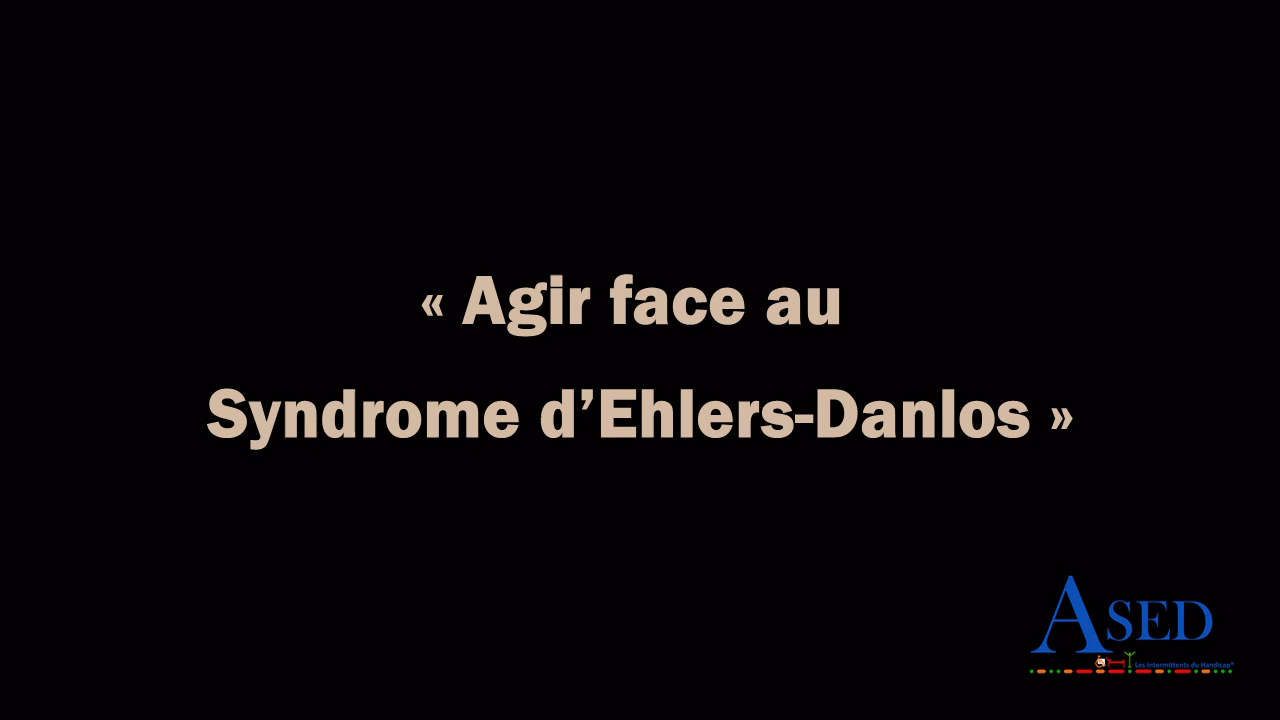 « Agir face au
Syndrome d’Ehlers-Danlos »
ASED
Les Intermittents du Handicap®